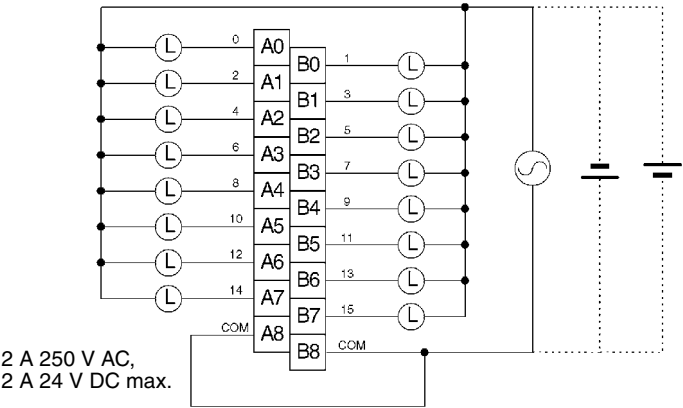 L 0 A0
B0 1 L
L 2 A1
B1 3 L
L 4 A2
B2 5 L
L 6 A3
B3 7 L
L 8 A4
B4 9 L
L 10 A5
B5 11 L
L 12 A6
B6 13 L
L 14 A7
B7 15 L
COM A8
B8 COM
2 A 250 V AC,
2 A 24 V DC max.